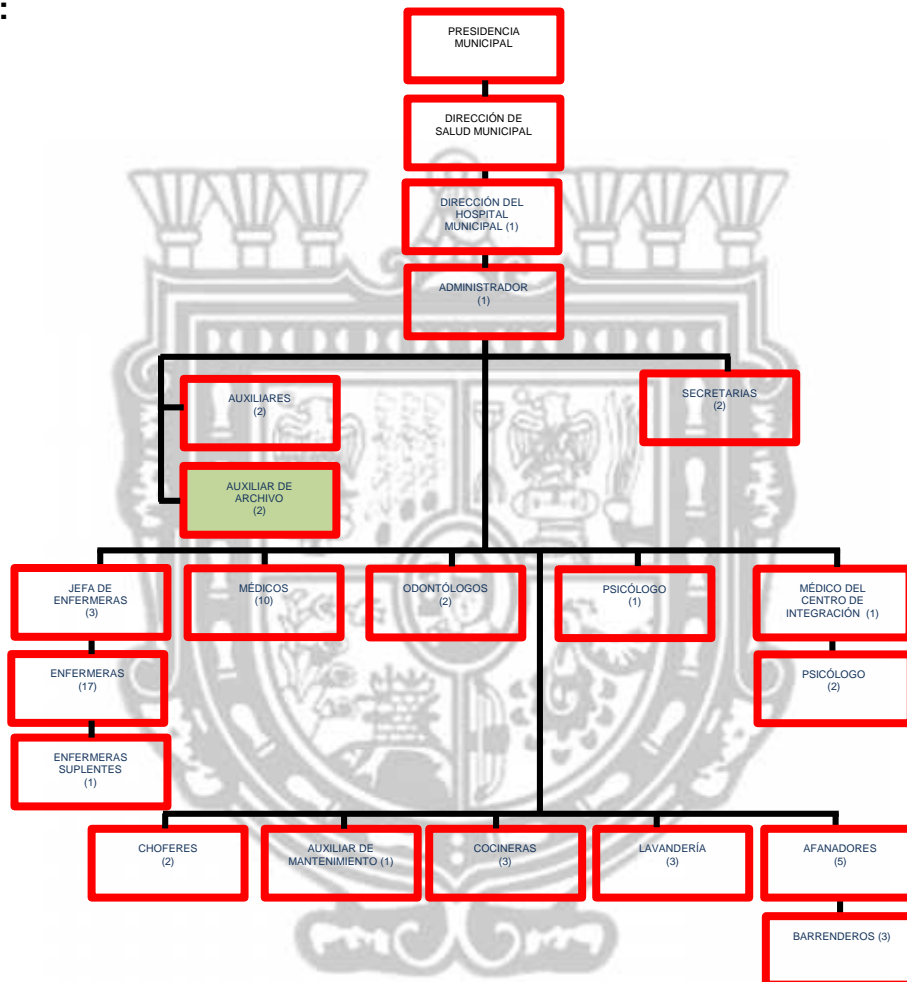 :
PRESIDENCIA
MUNICIPAL
DIRECCIÓN DE
SALUD MUNICIPAL
DIRECCIÓN DEL
HOSPITAL
MUNICIPAL (1)
ADMINISTRADOR
(1)
AUXILIARES
(2)
SECRETARIAS
(2)
AUXILIAR DE
ARCHIVO
(2)
JEFA DE
ENFERMERAS
(3)
MÉDICOS
(10)
ODONTÓLOGOS
(2)
PSICÓLOGO
(1)
MÉDICO DEL
CENTRO DE
INTEGRACIÓN (1)
ENFERMERAS
(17)
PSICÓLOGO
(2)
ENFERMERAS
SUPLENTES
(1)
CHOFERES
(2)
AUXILIAR DE
MANTENIMIENTO (1)
COCINERAS
(3)
LAVANDERÍA
(3)
AFANADORES
(5)
BARRENDEROS (3)